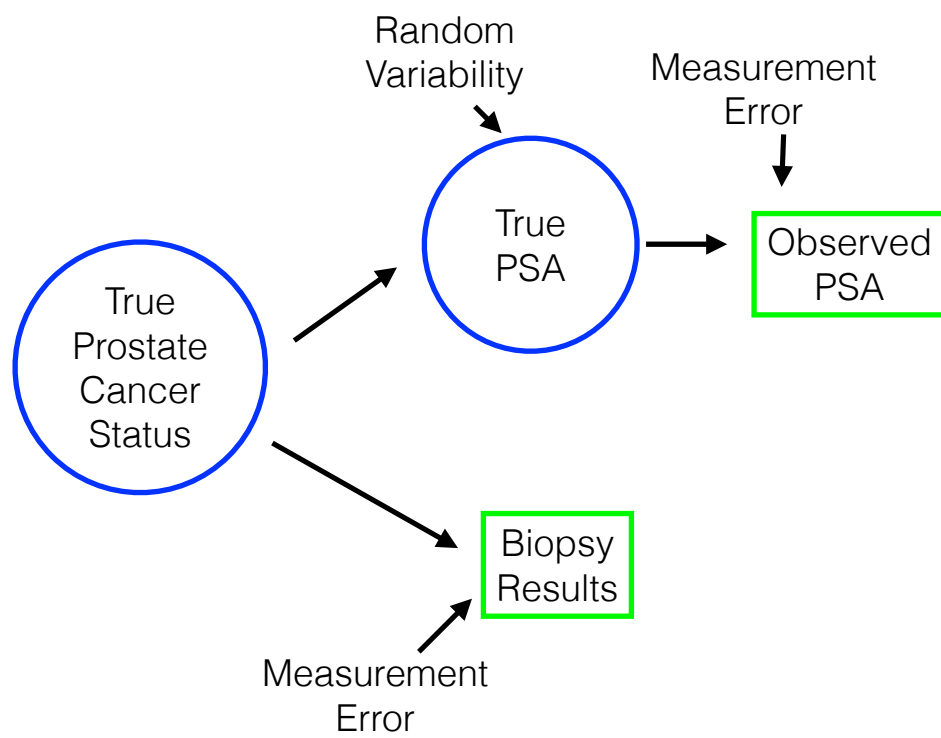 Random
Variability
Measurement
Error
True
PSA
Observed
PSA
True
Prostate
Cancer
Status
Biopsy
Results
Measurement
Error